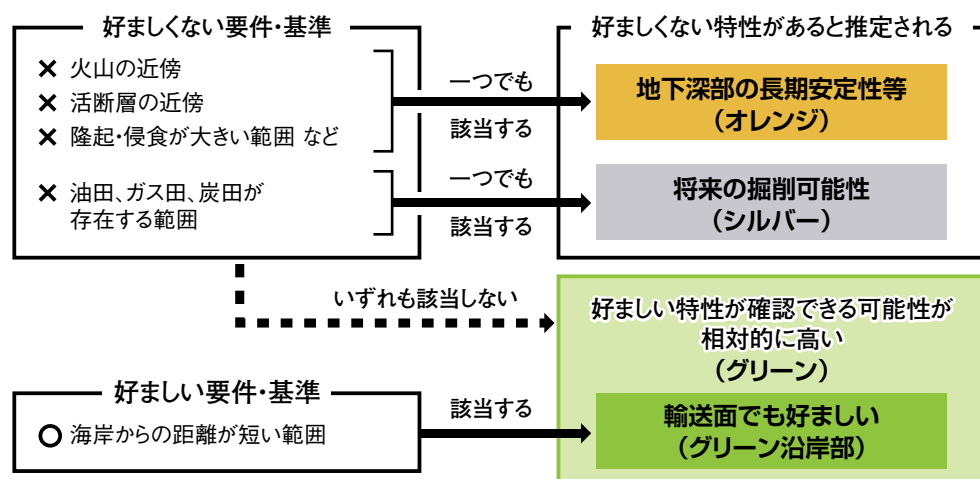 好ましくない要件・基準
× 火山の近傍
× 活断層の近傍
× 隆起・侵食が大きい範囲 など
× 油田、ガス田、炭田が
存在する範囲
一つでも
該当する
一つでも
該当する
好ましくない特性があると推定される
地下深部の長期安定性等
（オレンジ）
将来の掘削可能性
（シルバー）
いずれも該当しない
好ましい特性が確認できる可能性が
相対的に高い
（グリーン）
好ましい要件・基準
○ 海岸からの距離が短い範囲
該当する
輸送面でも好ましい
（グリーン沿岸部）